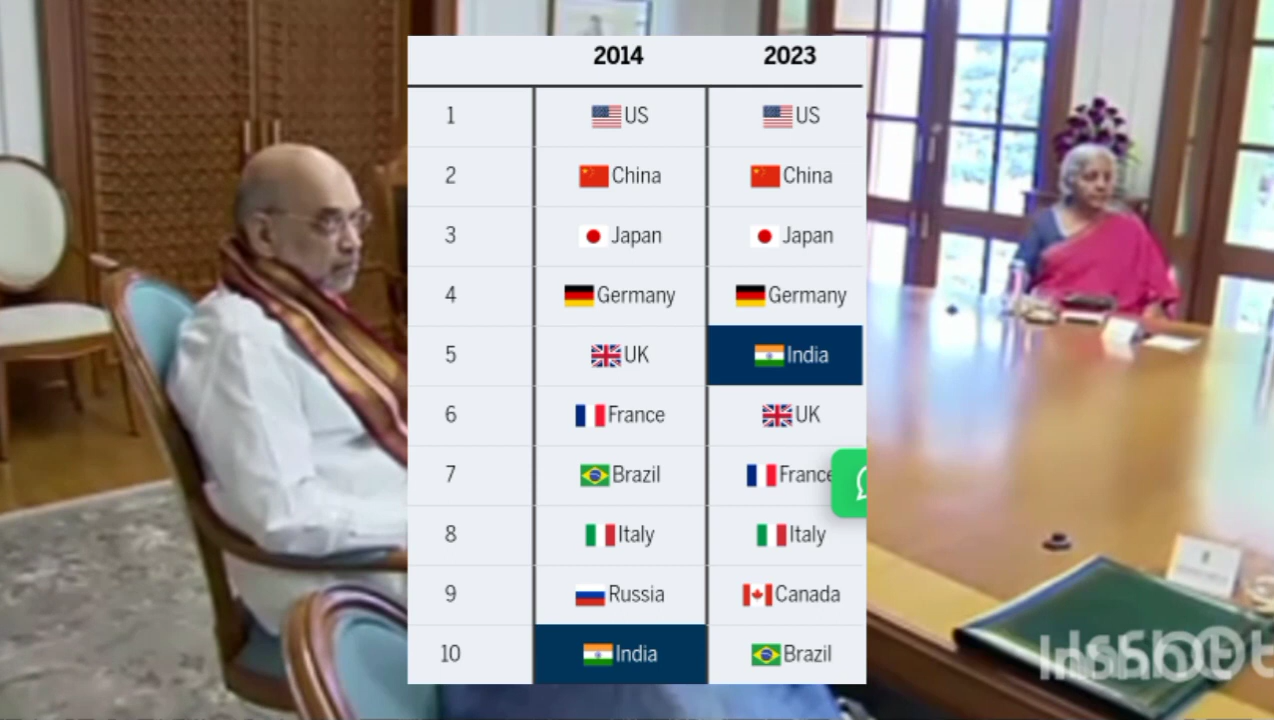 2014 2023
1 US US
2 China China
3 Japan Japan
4 Germany Germany
5 UK India
6 France UK
7 Brazil France
8 Italy Italy
9 Russia Canada
10 India Brazil